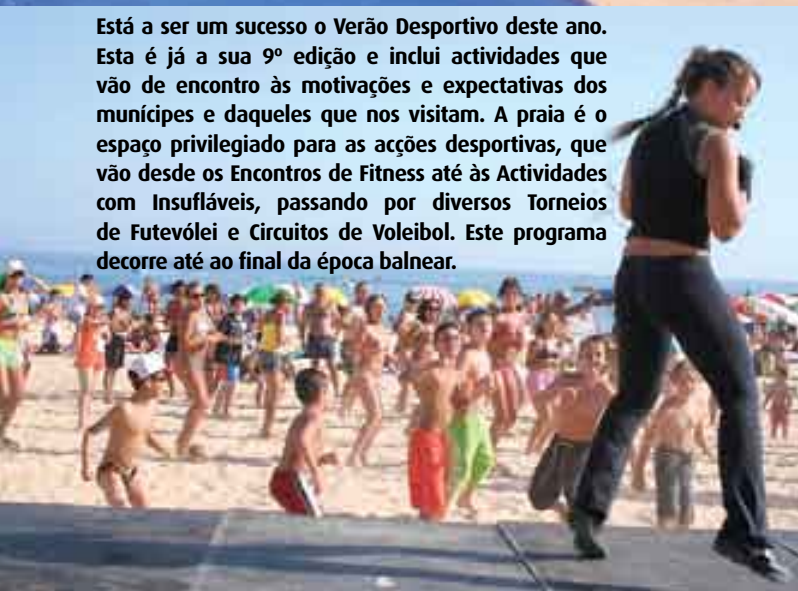 Está a ser um sucesso o Verão Desportivo deste ano.
Esta é já a sua 9º edição e inclui actividades que
vão de encontro às motivações e expectativas dos
munícipes e daqueles que nos visitam. A praia é o
espaço privilegiado para as acções desportivas, que
vão desde os Encontros de Fitness até às Actividades
com Insufláveis, passando por diversos Torneios
de Futevólei e Circuitos de Voleibol. Este programa
decorre até ao final da época balnear.